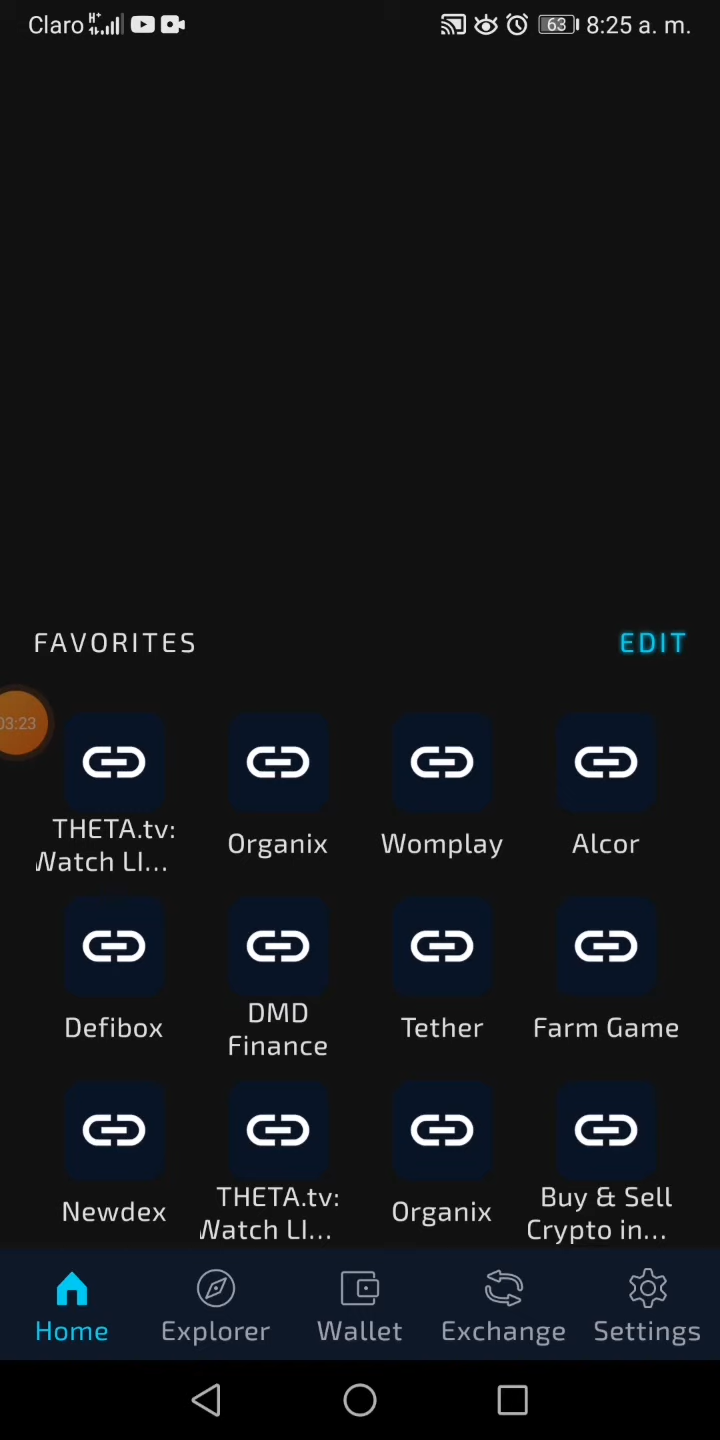 Claro H+ 63 8:25 a. m.
FAVORITES EDIT
03:23
THETA.tv:
Watch LI...
Organix
Womplay
Alcor
Defibox
DMD
Finance
Tether
Farm Game
Newdex
THETA.tv:
Watch LI...
Organix
Buy & Sell
Crypto in...
Home Explorer Wallet Exchange Settings